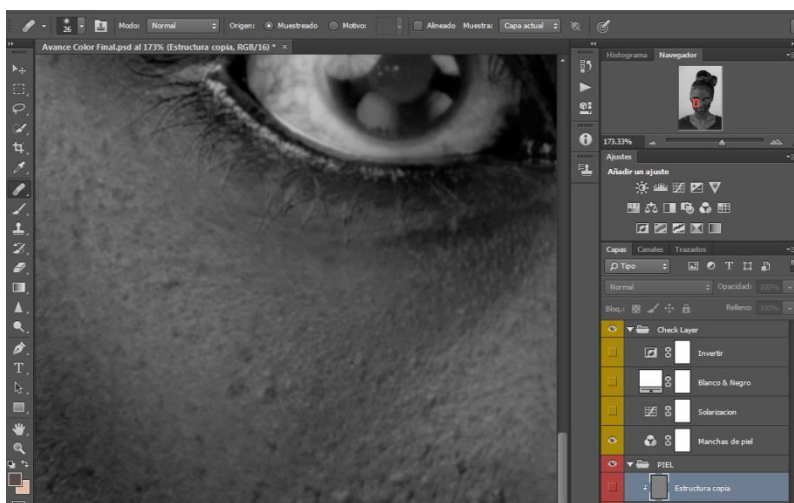 26 Modo: Normal Origen: Muestreado Motivo: Alineado Muestra: Capa actual
Avance Color Final.psd al 173% (Estructura copia, RGB/16) * ×
Histograma Navegador
173.33%
Ajustes
Añadir un ajuste
Capas Canales Trazados
Tipo T
Normal Opacidad: 100%
Bloq.: Relleno: 100%
Check Layer
Invertir
Blanco & Negro
Solarizacion
Manchas de piel
PIEL
Estructura copia